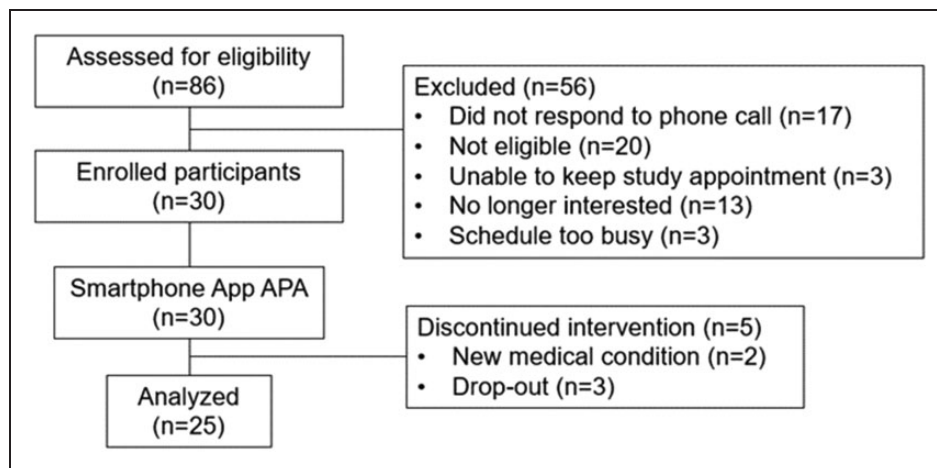 Assessed for eligibility
(n=86)
Excluded (n=56)
• Did not respond to phone call (n=17)
• Not eligible (n=20)
• Unable to keep study appointment (n=3)
• No longer interested (n=13)
• Schedule too busy (n=3)
Enrolled participants
(n=30)
Smartphone App APA
(n=30)
Discontinued intervention (n=5)
• New medical condition (n=2)
• Drop-out (n=3)
Analyzed
(n=25)